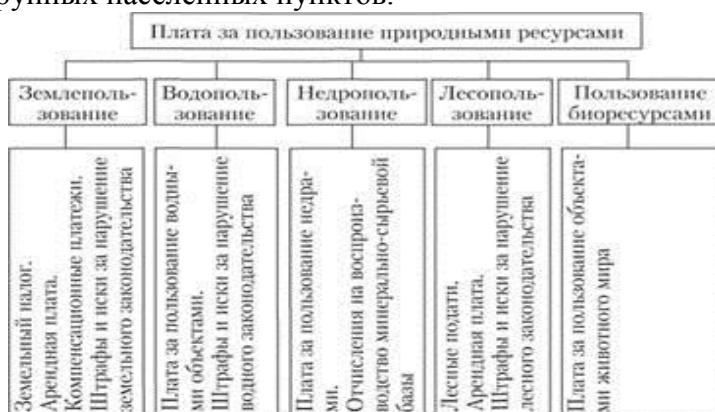 рупных населенных пунктов.
Плата за пользование природными ресурсами
Землеполь-
зование
Водополь-
зование
Недрополь-
зование
Лесополь-
зование
Пользование
биоресурсами
Земельный налог.
Арендная плата.
Компенсационные платежи.
Штрафы и иски за нарушение
земельного законодательства
Плата за пользование водны-
ми объектами.
Штрафы и иски за нарушение
водного законодательства
Плата за пользование недра-
ми.
Отчисления на воспроиз-
водство минерально-сырьевой
базы
Лесные подати.
Арендная плата.
Штрафы и иски за нарушение
лесного законодательства
Плата за пользование объекта-
ми животного мира